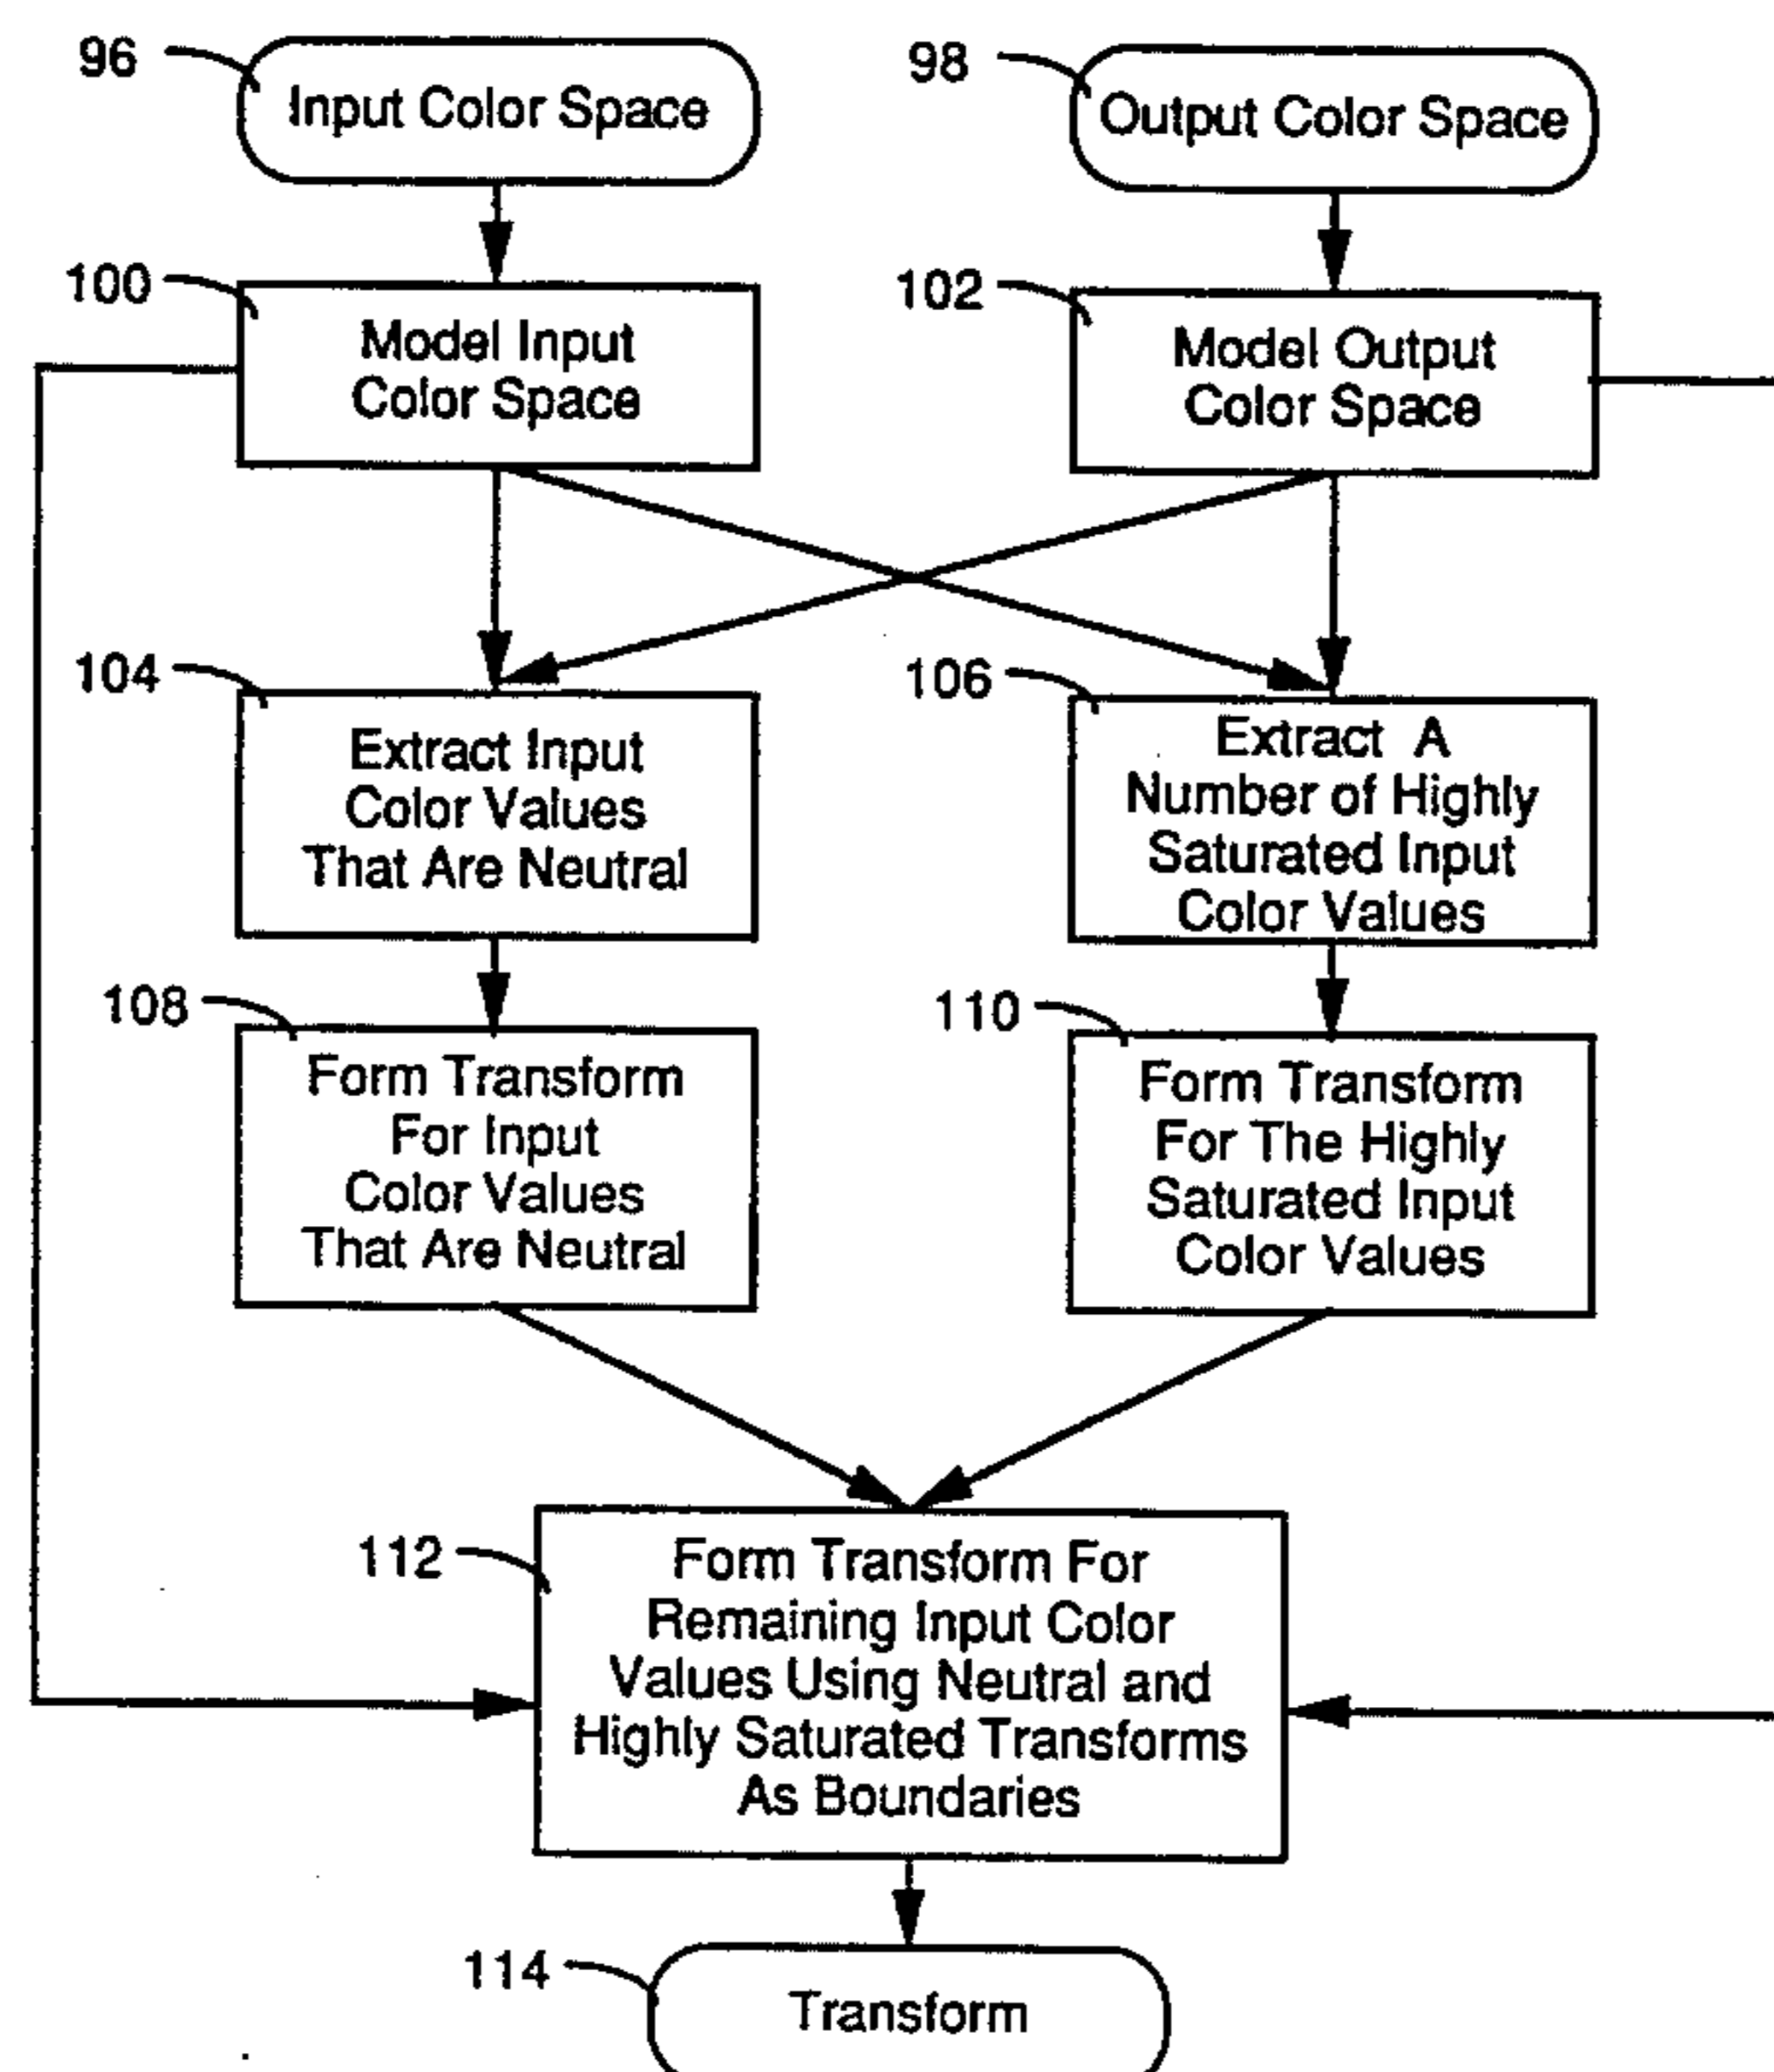 96
Input Color Space
98
Output Color Space
100
Model Input
Color Space
102
Model Output
Color Space
104
Extract Input
Color Values
That Are Neutral
106
Extract A
Number of Highly
Saturated Input
Color Values
108
Form Transform
For Input
Color Values
That Are Neutral
110
Form Transform
For The Highly
Saturated Input
Color Values
112
Form Transform For
Remaining Input Color
Values Using Neutral and
Highly Saturated Transforms
As Boundaries
114
Transform